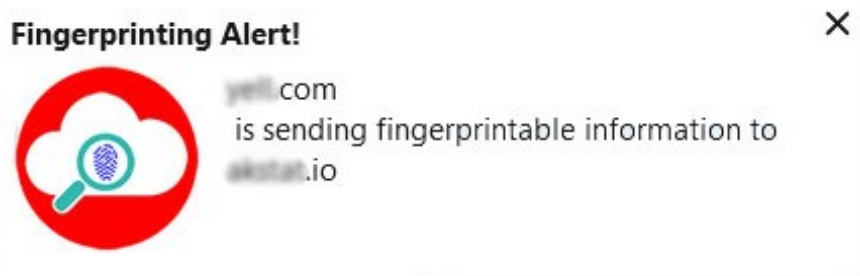 Fingerprinting Alert!
.com
is sending fingerprintable information to
.io